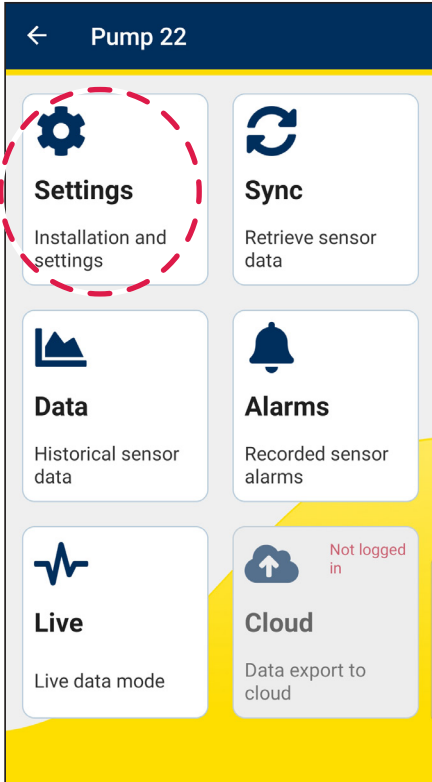 Pump 22
Settings
Installation and
settings
Sync
Retrieve sensor
data
Data
Historical sensor
data
Alarms
Recorded sensor
alarms
Live
Live data mode
Not logged
in
Cloud
Data export to
cloud